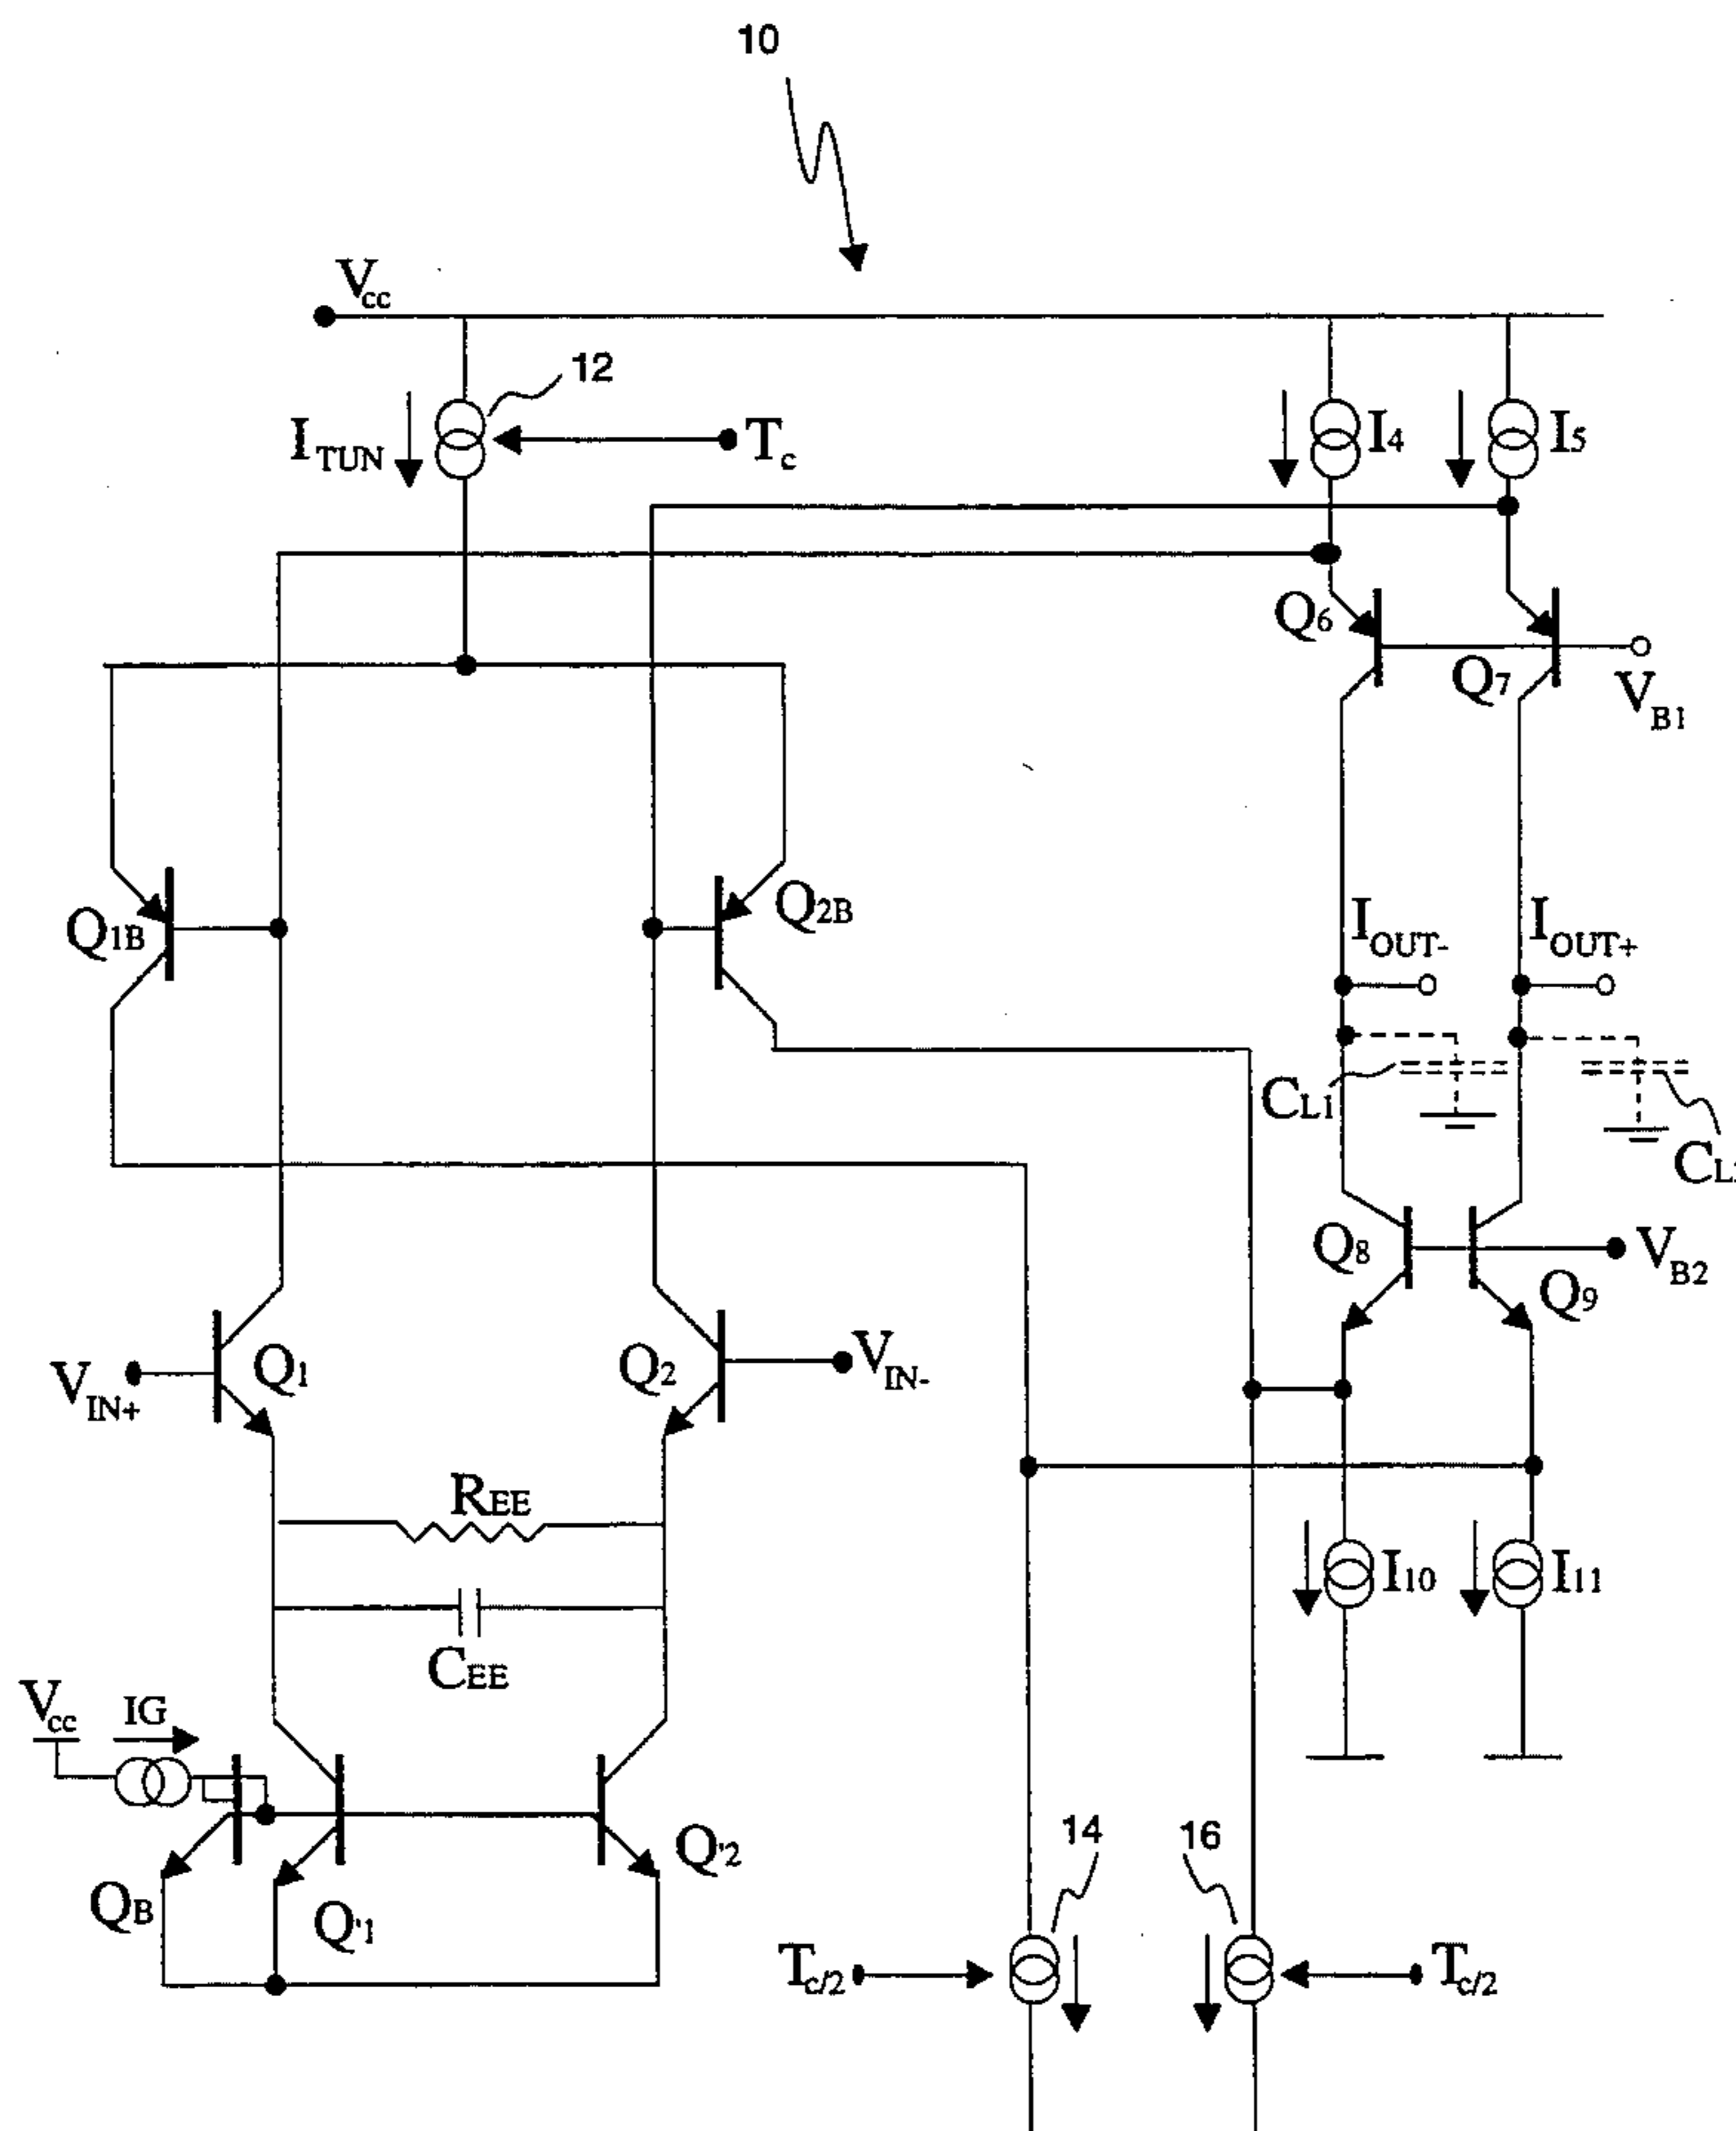 10
Vcc
12
ITUN
Tc
I4
I5
Q6
Q7
VB1
Q1B
Q2B
IOUT-
IOUT+
CL1
Q8
VB2
Q9
Q1
Q2
VIN+
VIN-
REE
CEE
I10
I11
Vcc
IG
QB
Q'1
Q'2
14
16
Tc/2
Tc/2